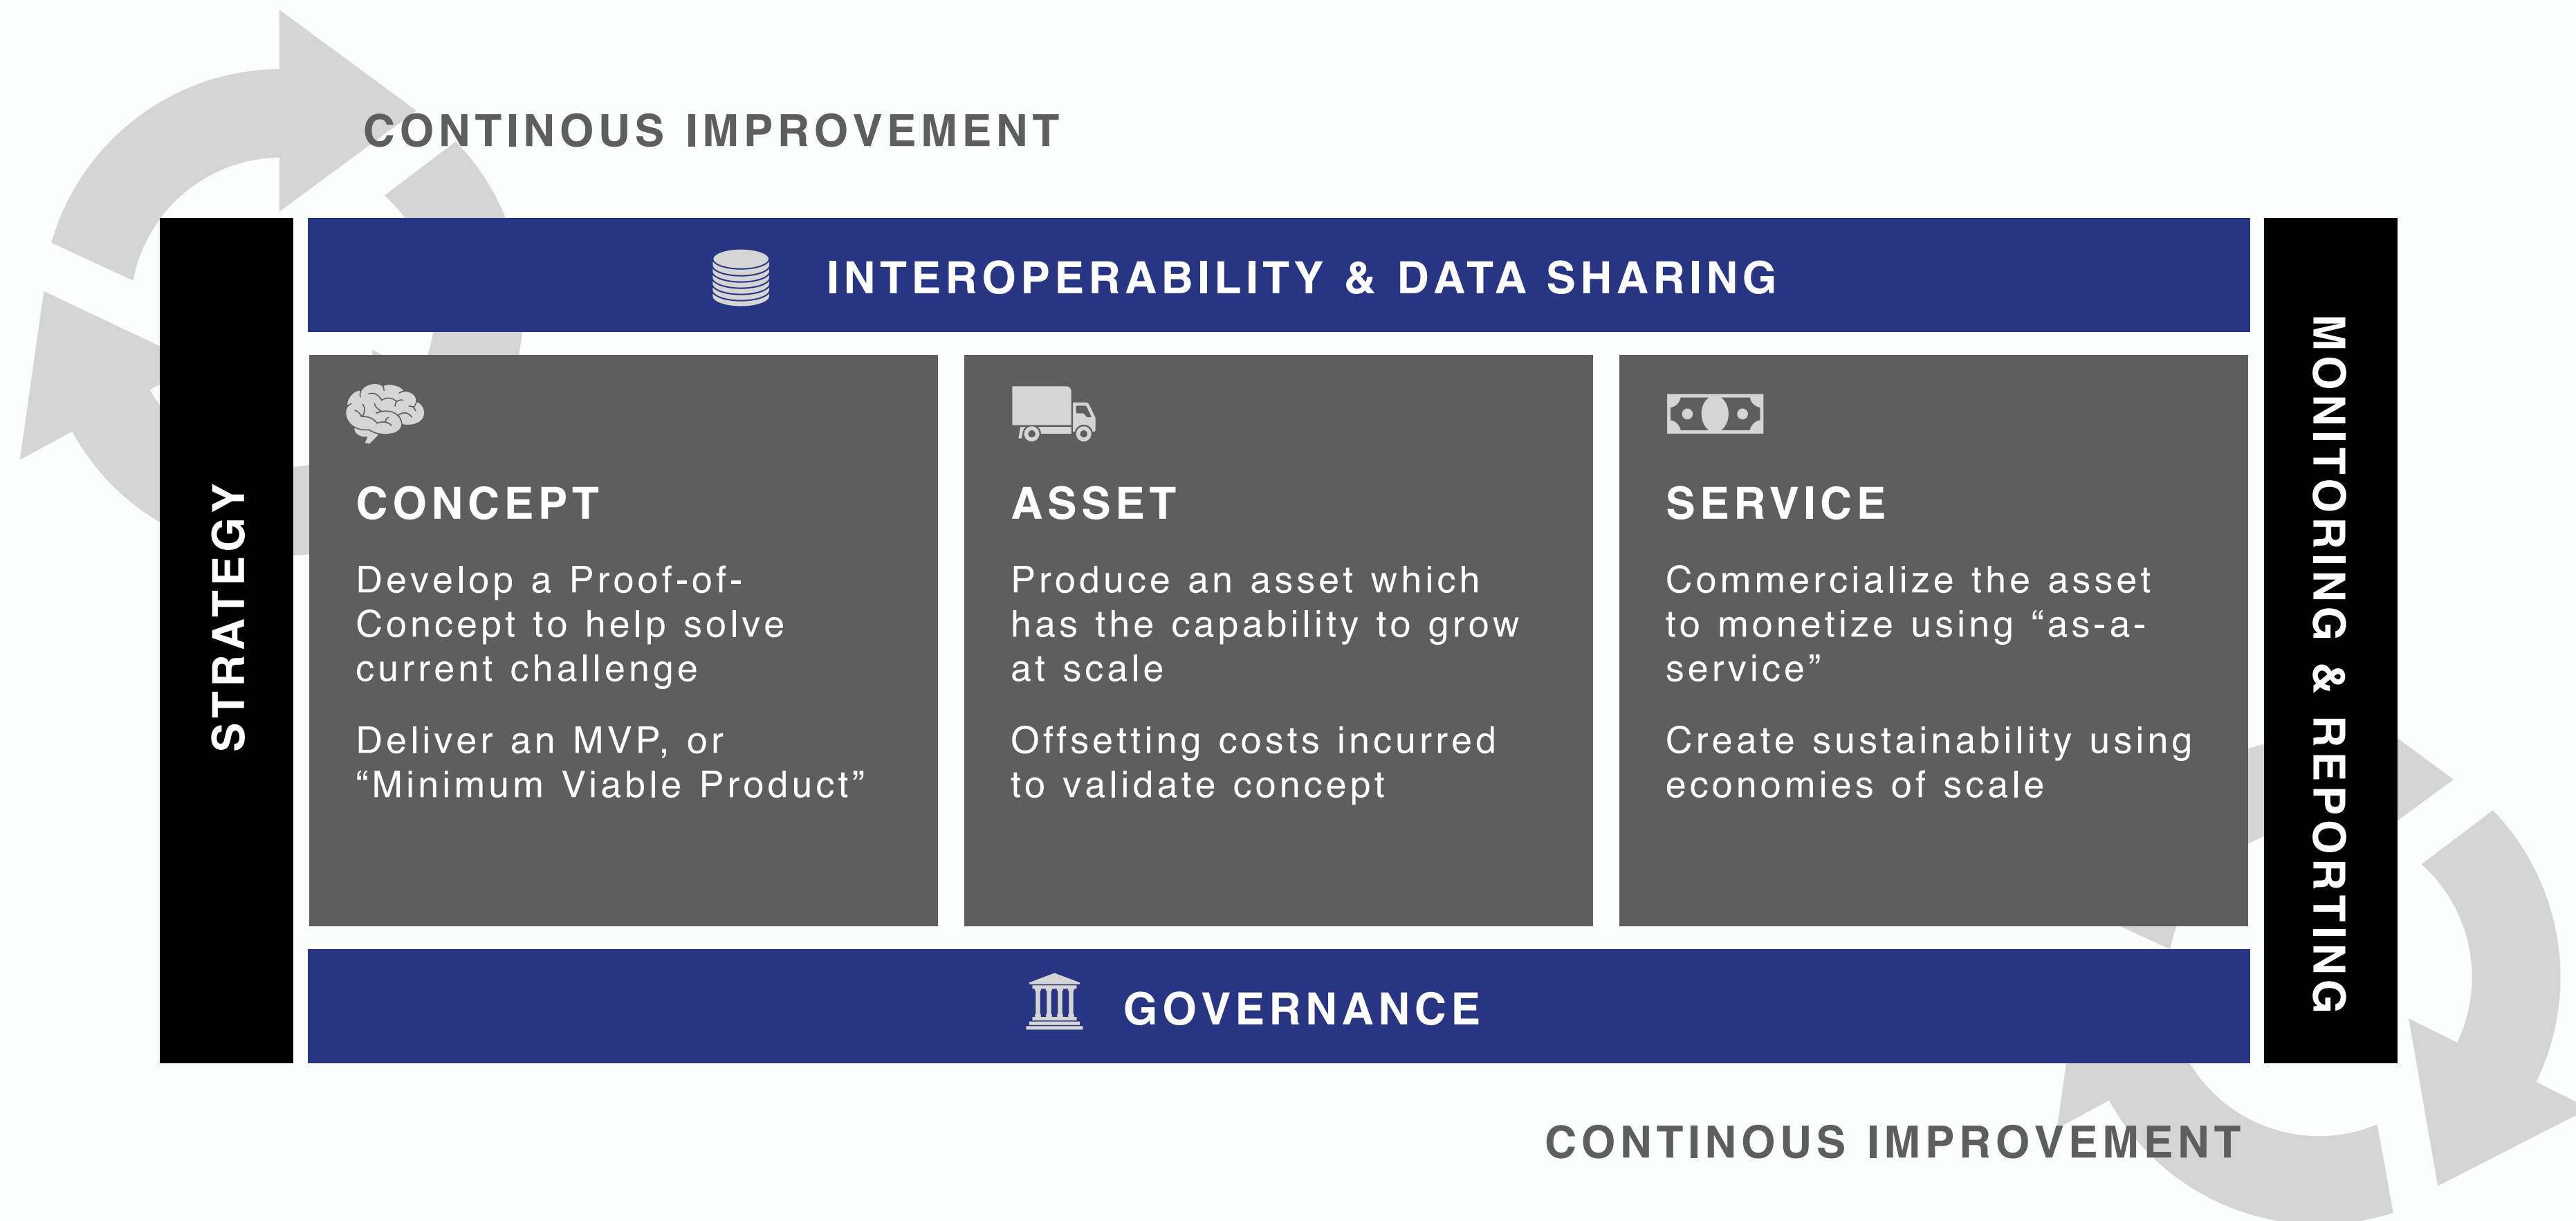 CONTINOUS IMPROVEMENT
INTEROPERABILITY & DATA SHARING
STRATEGY
CONCEPT
Develop a Proof-of-
Concept to help solve
current challenge
Deliver an MVP, or
“Minimum Viable Product”
ASSET
Produce an asset which
has the capability to grow
at scale
Offsetting costs incurred
to validate concept
SERVICE
Commercialize the asset
to monetize using “as-a-
service”
Create sustainability using
economies of scale
MONITORING & REPORTING
GOVERNANCE
CONTINOUS IMPROVEMENT